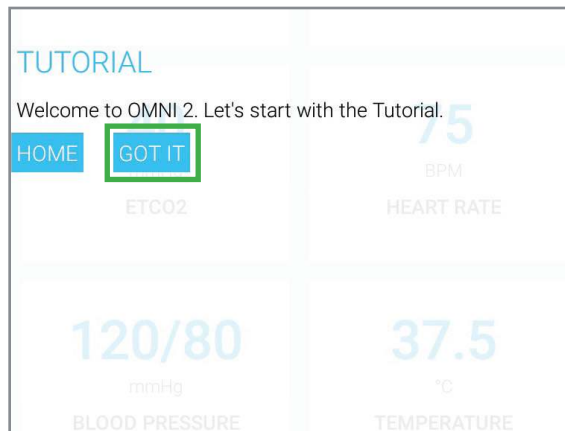 TUTORIAL
Welcome to OMNI 2. Let's start with the Tutorial.
HOME GOT IT
75
BPM
ETCO2 HEART RATE
120/80 37.5
mmHg °C
BLOOD PRESSURE TEMPERATURE